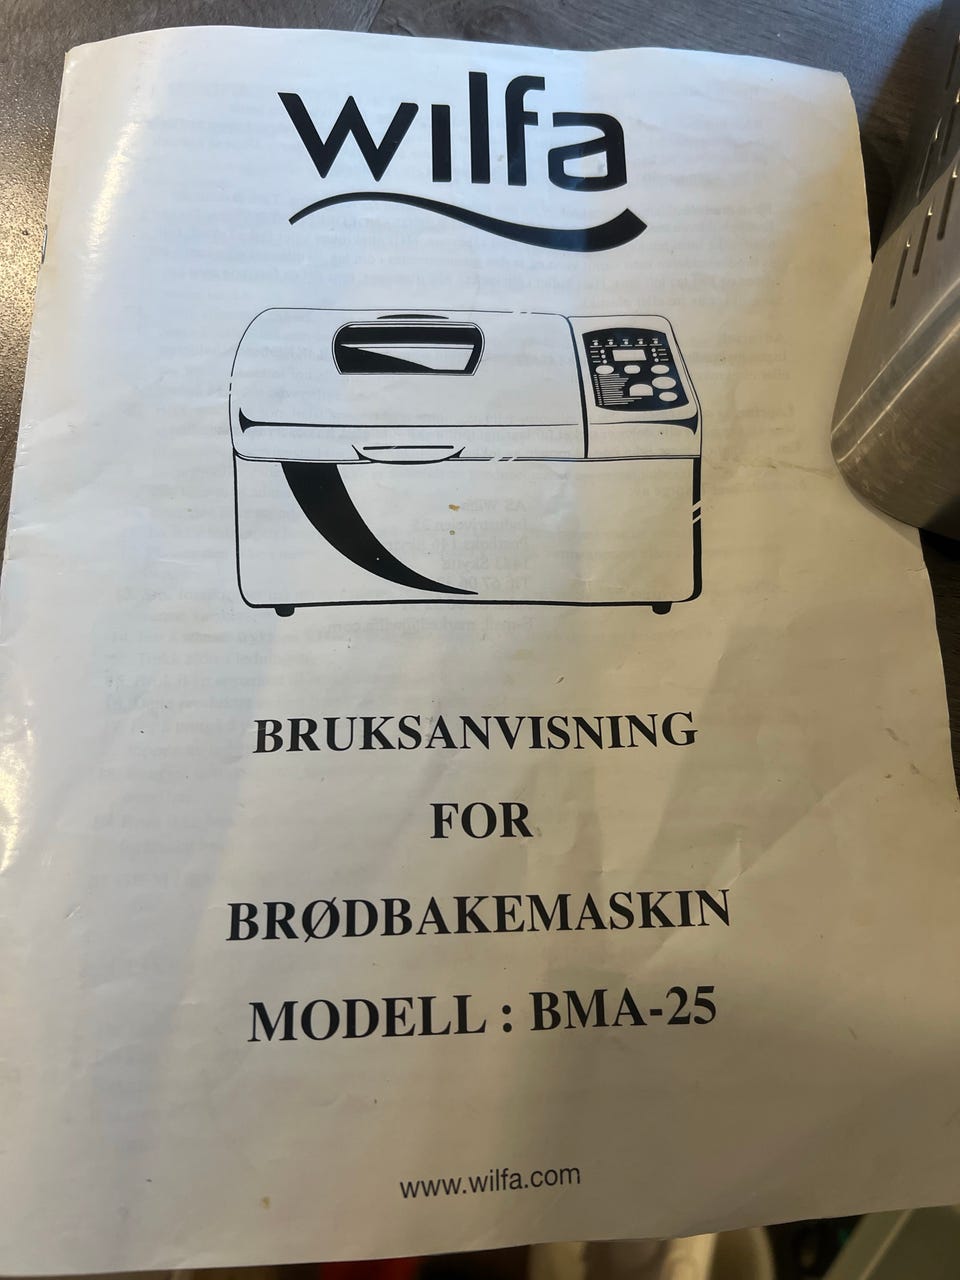 wilfa
BRUKSANVISNING
FOR
BRØDBAKEMASKIN
MODELL : BMA-25
www.wilfa.com